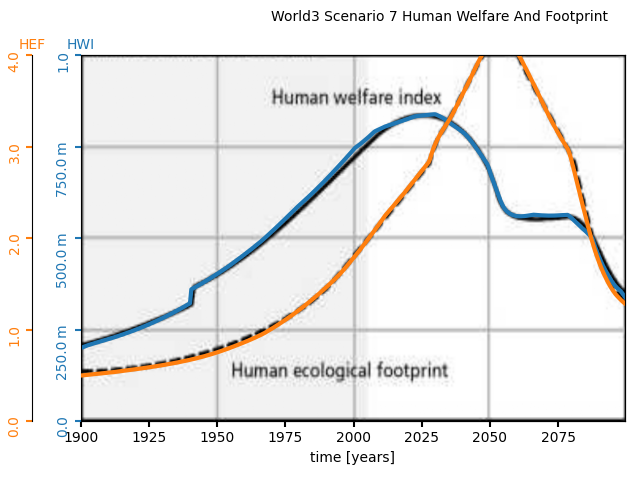 World3 Scenario 7 Human Welfare And Footprint
HEF HWI
4.0
3.0
2.0
1.0
0.0
1.0
750.0 m
500.0 m
250.0 m
0.0
Human welfare index
Human ecological footprint
1900 1925 1950 1975 2000 2025 2050 2075
time [years]